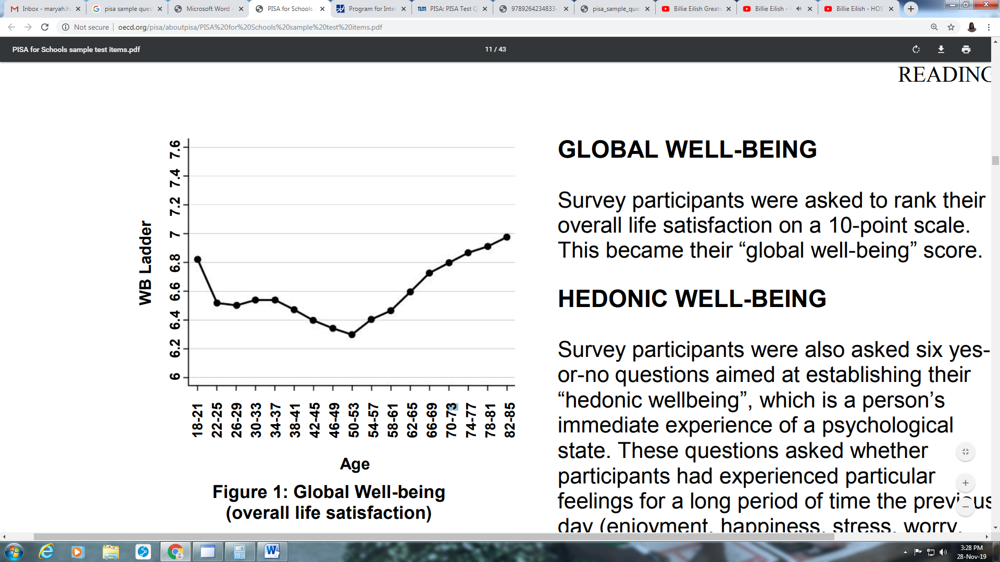 Inbox - maryah.h
pisa sample ques
Microsoft Word -
PISA for Schools
Program for Inter
TUM PISA: PISA Test Q
9789264234833-
pisa_sample_que
Billie Eilish Greate
Billie Eilish -
Billie Eilish - HOS
Not secure | oecd.org/pisa/aboutpisa/PISA%20for%20Schools%20sample%20test%20items.pdf
PISA for Schools sample test items.pdf
11 / 43
READING
7.6
7.4
7.2
7
6.8
6.6
6.4
6.2
6
WB Ladder
18-21
22-25
26-29
30-33
34-37
38-41
42-45
46-49
50-53
54-57
58-61
62-65
66-69
70-73
74-77
78-81
82-85
Age
Figure 1: Global Well-being
(overall life satisfaction)
GLOBAL WELL-BEING
Survey participants were asked to rank their
overall life satisfaction on a 10-point scale.
This became their “global well-being” score.
HEDONIC WELL-BEING
Survey participants were also asked six yes-
or-no questions aimed at establishing their
“hedonic wellbeing”, which is a person’s
immediate experience of a psychological
state. These questions asked whether
participants had experienced particular
feelings for a long period of time the previous
day (enjoyment, happiness, stress, worry,
3:28 PM
28-Nov-19